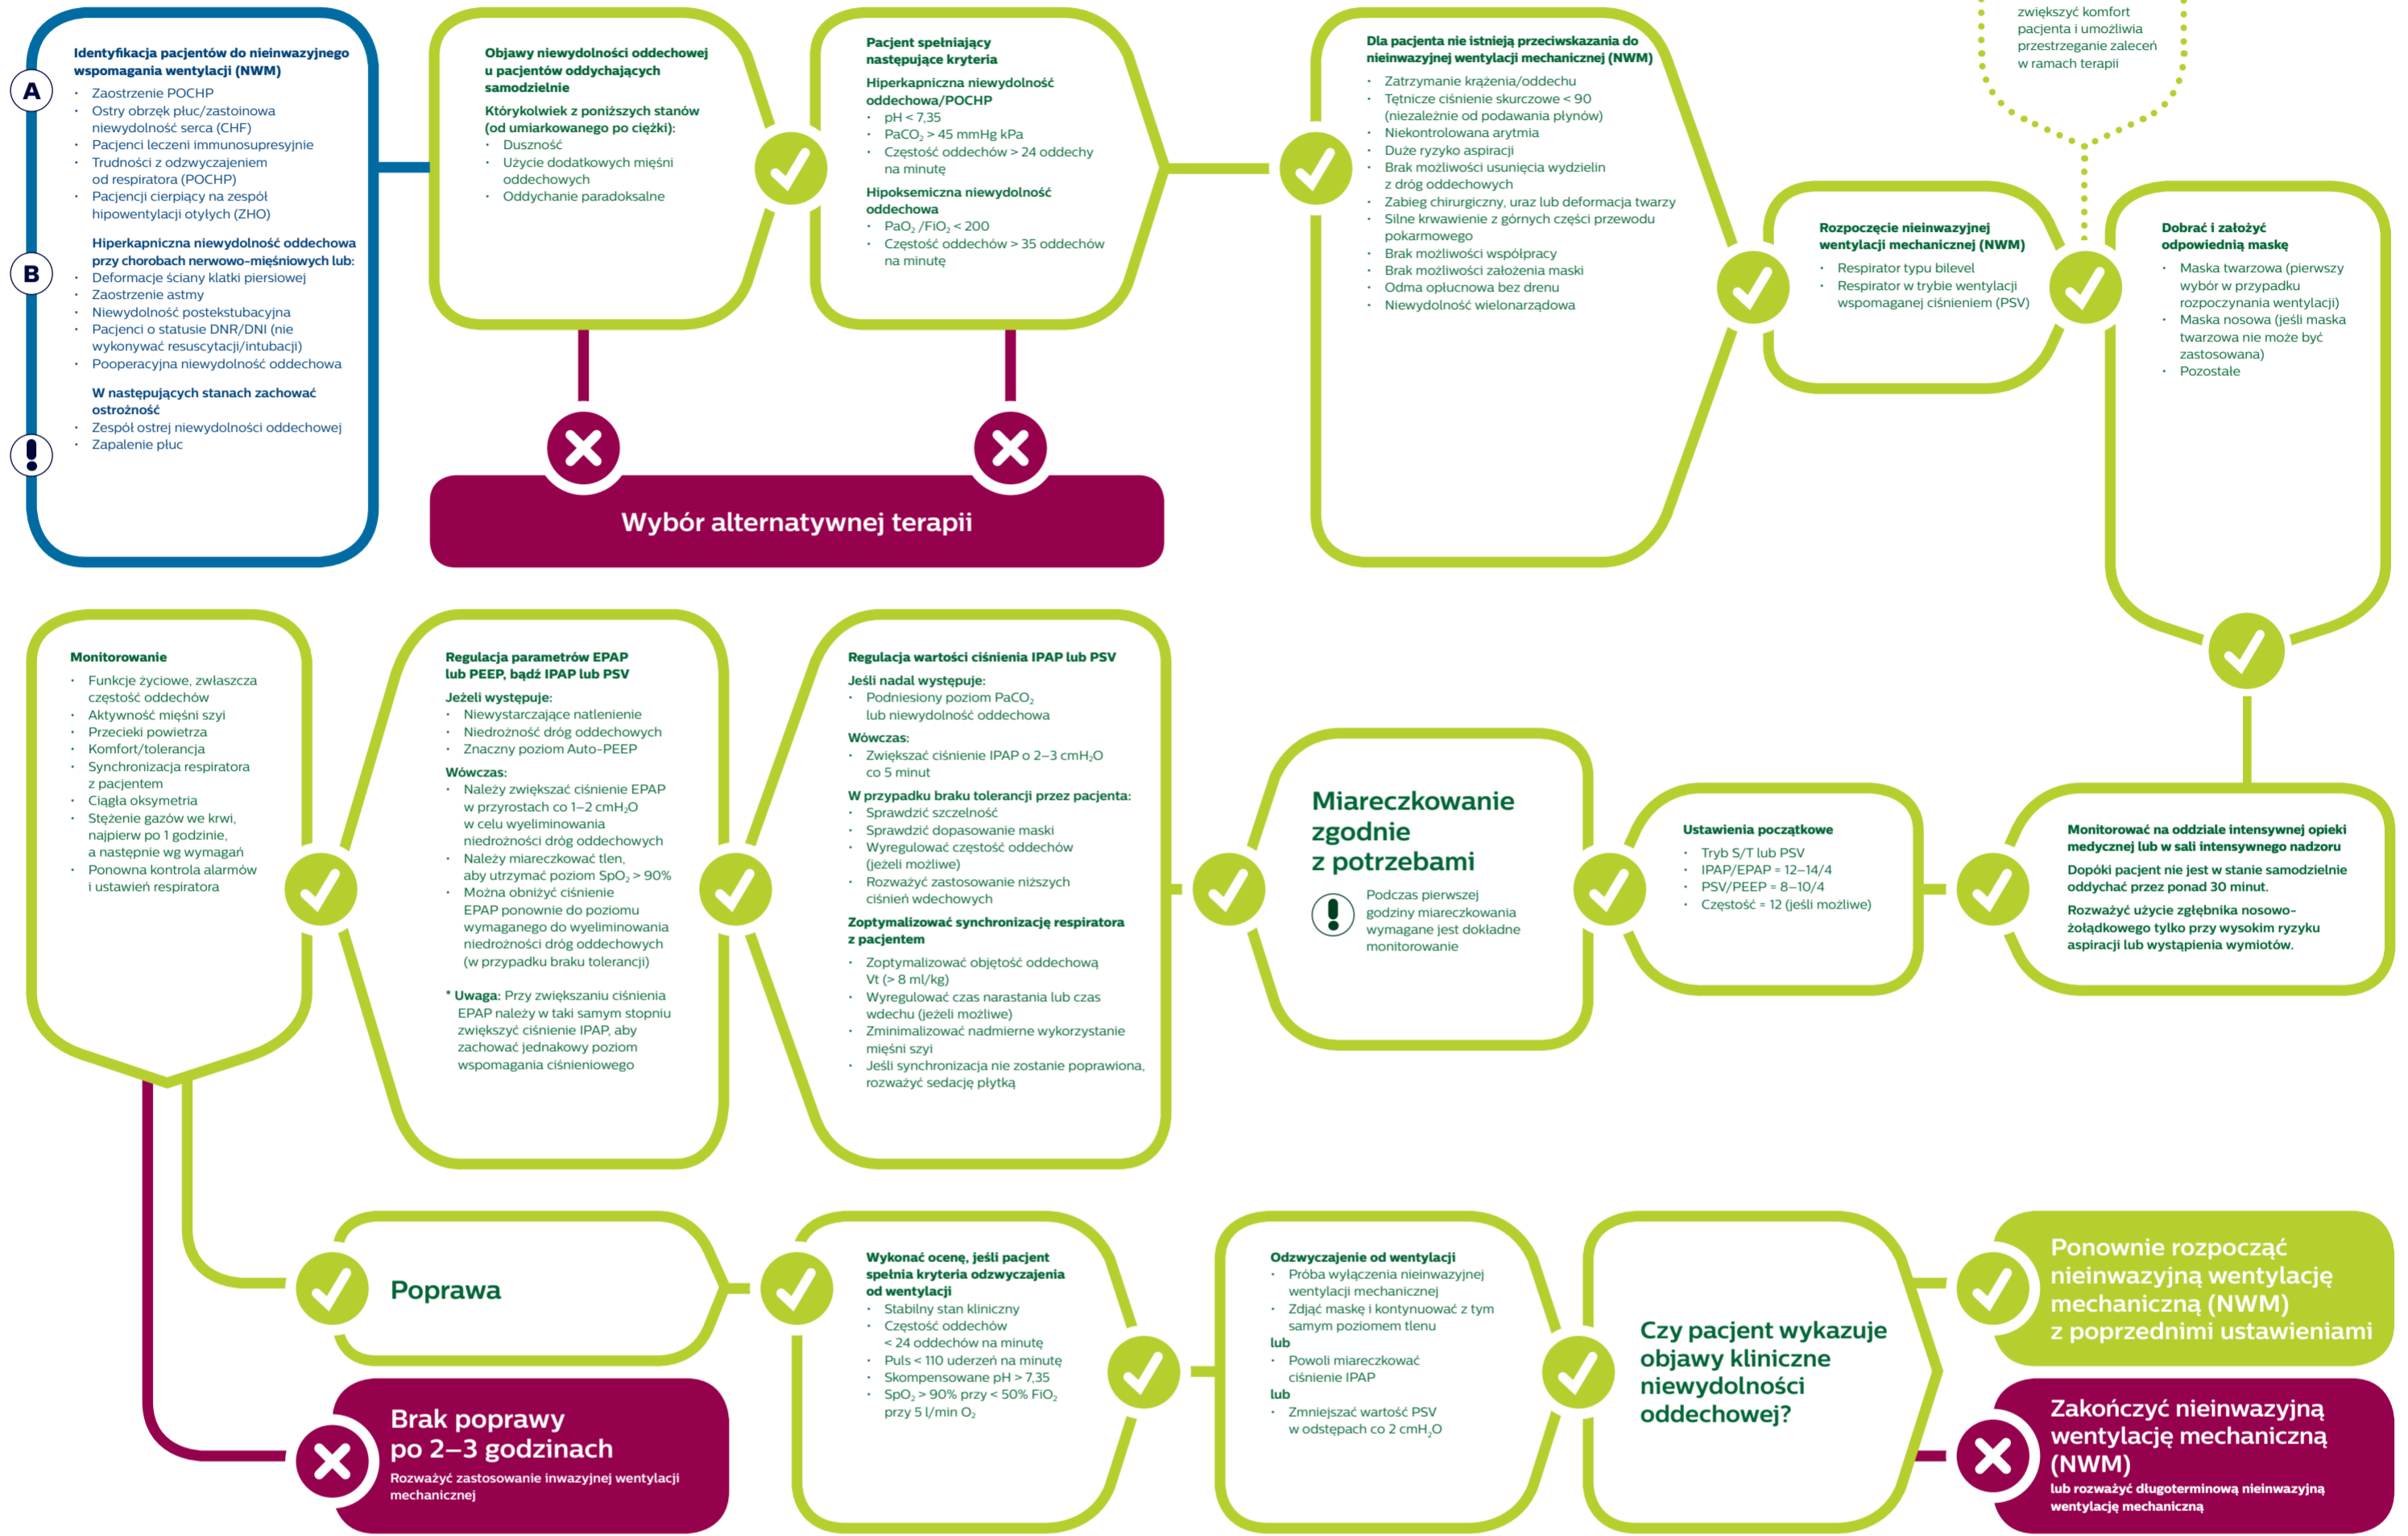 A
Identyfikacja pacjentów do nieinwazyjnego
wspomagania wentylacji (NWM)
• Zaostrzenie POCHP
• Ostry obrzęk płuc/zastoinowa
niewydolność serca (CHF)
• Pacjenci leczeni immunosupresyjnie
• Trudności z odzwyczajeniem
od respiratora (POCHP)
• Pacjencji cierpiący na zespół
hipowentylacji otyłych (ZHO)
B
Hiperkapniczna niewydolność oddechowa
przy chorobach nerwowo-mięśniowych lub:
• Deformacje ściany klatki piersiowej
• Zaostrzenie astmy
• Niewydolność postekstubacyjna
• Pacjenci o statusie DNR/DNI (nie
wykonywać resuscytacji/intubacji)
• Pooperacyjna niewydolność oddechowa
W następujących stanach zachować
ostrożność
• Zespół ostrej niewydolności oddechowej
• Zapalenie płuc
Objawy niewydolności oddechowej
u pacjentów oddychających
samodzielnie
Którykolwiek z poniższych stanów
(od umiarkowanego po ciężki):
• Duszność
• Użycie dodatkowych mięśni
oddechowych
• Oddychanie paradoksalne
Pacjent spełniający
następujące kryteria
Hiperkapniczna niewydolność
oddechowa/POCHP
• pH < 7,35
• PaCO₂ > 45 mmHg kPa
• Częstość oddechów > 24 oddechy
na minutę
Hipoksemiczna niewydolność
oddechowa
• PaO₂ /FiO₂ < 200
• Częstość oddechów > 35 oddechów
na minutę
Wybór alternatywnej terapii
Dla pacjenta nie istnieją przeciwskazania do
nieinwazyjnej wentylacji mechanicznej (NWM)
• Zatrzymanie krążenia/oddechu
• Tętnicze ciśnienie skurczowe < 90
(niezależnie od podawania płynów)
• Niekontrolowana arytmia
• Duże ryzyko aspiracji
• Brak możliwości usunięcia wydzielin
z dróg oddechowych
• Zabieg chirurgiczny, uraz lub deformacja twarzy
• Silne krwawienie z górnych części przewodu
pokarmowego
• Brak możliwości współpracy
• Brak możliwości założenia maski
• Odma opłucnowa bez drenu
• Niewydolność wielonarządowa
zwiększyć komfort
pacjenta i umożliwia
przestrzeganie zaleceń
w ramach terapii
Rozpoczęcie nieinwazyjnej
wentylacji mechanicznej (NWM)
• Respirator typu bilevel
• Respirator w trybie wentylacji
wspomaganej ciśnieniem (PSV)
Dobrać i założyć
odpowiednią maskę
• Maska twarzowa (pierwszy
wybór w przypadku
rozpoczynania wentylacji)
• Maska nosowa (jeśli maska
twarzowa nie może być
zastosowana)
• Pozostałe
Monitorować na oddziale intensywnej opieki
medycznej lub w sali intensywnego nadzoru
Dopóki pacjent nie jest w stanie samodzielnie
oddychać przez ponad 30 minut.
Rozważyć użycie zgłębnika nosowo-
żołądkowego tylko przy wysokim ryzyku
aspiracji lub wystąpienia wymiotów.
Ustawienia początkowe
• Tryb S/T lub PSV
• IPAP/EPAP = 12–14/4
• PSV/PEEP = 8–10/4
• Częstość = 12 (jeśli możliwe)
Miareczkowanie
zgodnie
z potrzebami
Podczas pierwszej
godziny miareczkowania
wymagane jest dokładne
monitorowanie
Regulacja wartości ciśnienia IPAP lub PSV
Jeśli nadal występuje:
• Podniesiony poziom PaCO₂
lub niewydolność oddechowa
Wówczas:
• Zwiększać ciśnienie IPAP o 2–3 cmH₂O
co 5 minut
W przypadku braku tolerancji przez pacjenta:
• Sprawdzić szczelność
• Sprawdzić dopasowanie maski
• Wyregulować częstość oddechów
(jeżeli możliwe)
• Rozważyć zastosowanie niższych
ciśnień wdechowych
Zoptymalizować synchronizację respiratora
z pacjentem
• Zoptymalizować objętość oddechową
Vt (> 8 ml/kg)
• Wyregulować czas narastania lub czas
wdechu (jeżeli możliwe)
• Zminimalizować nadmierne wykorzystanie
mięśni szyi
• Jeśli synchronizacja nie zostanie poprawiona,
rozważyć sedację płytką
Regulacja parametrów EPAP
lub PEEP, bądź IPAP lub PSV
Jeżeli występuje:
• Niewystarczające natlenienie
• Niedrożność dróg oddechowych
• Znaczny poziom Auto-PEEP
Wówczas:
• Należy zwiększać ciśnienie EPAP
w przyrostach co 1–2 cmH₂O
w celu wyeliminowania
niedrożności dróg oddechowych
• Należy miareczkować tlen,
aby utrzymać poziom SpO₂ > 90%
• Można obniżyć ciśnienie
EPAP ponownie do poziomu
wymaganego do wyeliminowania
niedrożności dróg oddechowych
(w przypadku braku tolerancji)
* Uwaga: Przy zwiększaniu ciśnienia
EPAP należy w taki samym stopniu
zwiększyć ciśnienie IPAP, aby
zachować jednakowy poziom
wspomagania ciśnieniowego
Monitorowanie
• Funkcje życiowe, zwłaszcza
częstość oddechów
• Aktywność mięśni szyi
• Przecieki powietrza
• Komfort/tolerancja
• Synchronizacja respiratora
z pacjentem
• Ciągła oksymetria
• Stężenie gazów we krwi,
najpierw po 1 godzinie,
a następnie wg wymagań
• Ponowna kontrola alarmów
i ustawień respiratora
Poprawa
Brak poprawy
po 2–3 godzinach
Rozważyć zastosowanie inwazyjnej wentylacji
mechanicznej
Wykonać ocenę, jeśli pacjent
spełnia kryteria odzwyczajenia
od wentylacji
• Stabilny stan kliniczny
• Częstość oddechów
< 24 oddechów na minutę
• Puls < 110 uderzeń na minutę
• Skompensowane pH > 7,35
• SpO₂ > 90% przy < 50% FiO₂
przy 5 l/min O₂
Odzwyczajenie od wentylacji
• Próba wyłączenia nieinwazyjnej
wentylacji mechanicznej
• Zdjąć maskę i kontynuować z tym
samym poziomem tlenu
lub
• Powoli miareczkować
ciśnienie IPAP
lub
• Zmniejszać wartość PSV
w odstępach co 2 cmH₂O
Czy pacjent wykazuje
objawy kliniczne
niewydolności
oddechowej?
Ponownie rozpocząć
nieinwazyjną wentylację
mechaniczną (NWM)
z poprzednimi ustawieniami
Zakończyć nieinwazyjną
wentylację mechaniczną
(NWM)
lub rozważyć długoterminową nieinwazyjną
wentylację mechaniczną